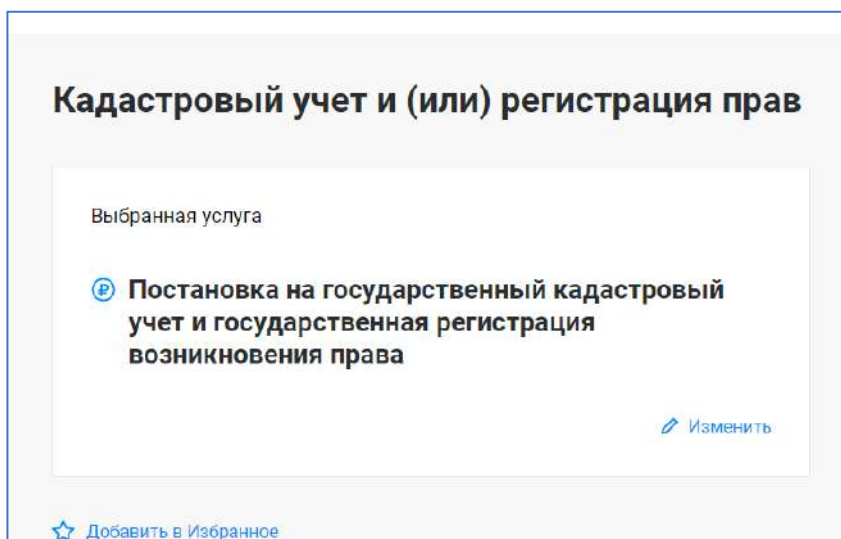 Кадастровый учет и (или) регистрация прав
Выбранная услуга
Постановка на государственный кадастровый
учет и государственная регистрация
возникновения права
Изменить
Добавить в Избранное